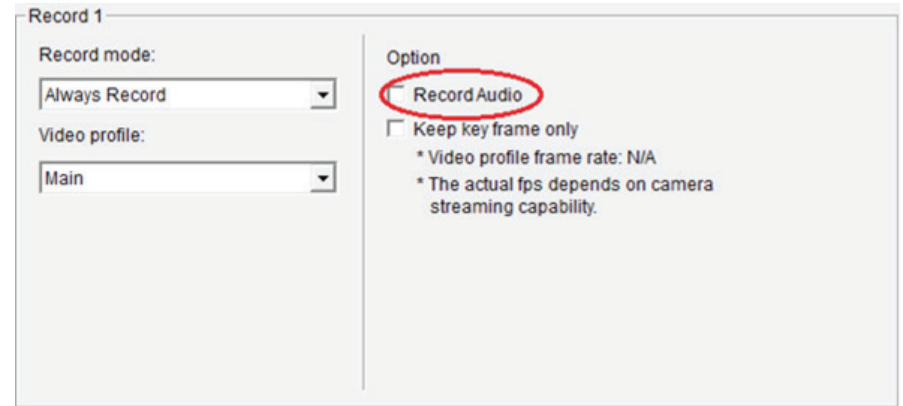 Record 1
Record mode:
Always Record
Video profile:
Main
Option
Record Audio
Keep key frame only
* Video profile frame rate: N/A
* The actual fps depends on camera
streaming capability.